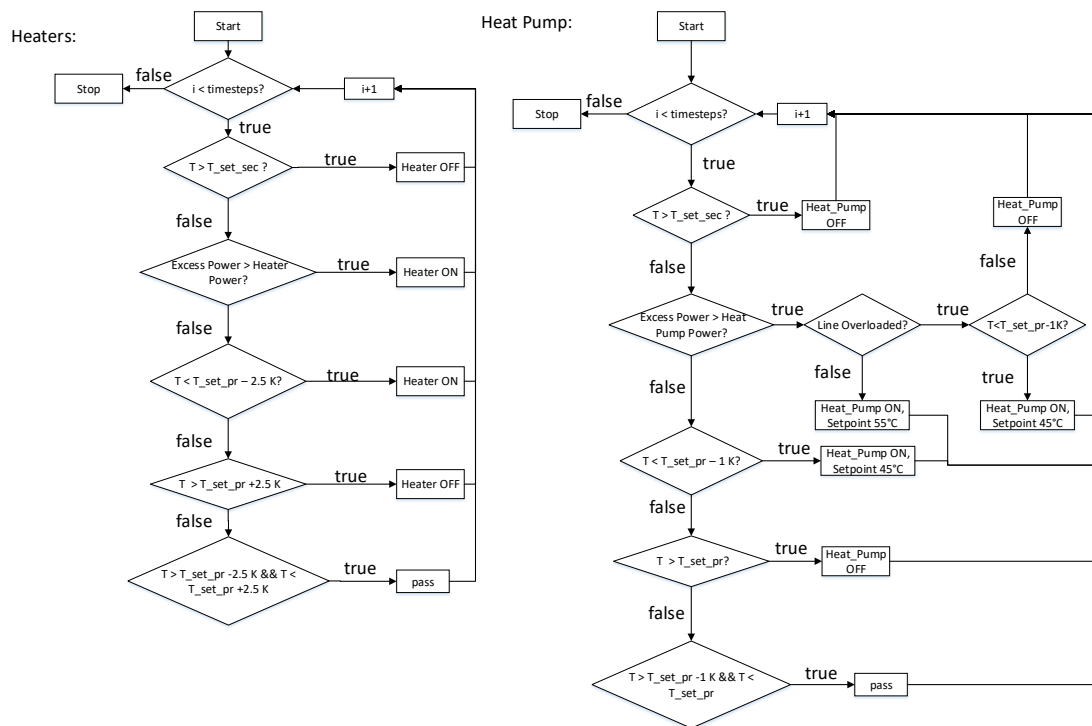 Heaters:
Start
Stop
false
i < timesteps?
i+1
true
T > T_set_sec ?
true
Heater OFF
false
Excess Power > Heater
Power?
true
Heater ON
false
T < T_set_pr – 2.5 K?
true
Heater ON
false
T > T_set_pr +2.5 K
true
Heater OFF
false
T > T_set_pr -2.5 K && T <
T_set_pr +2.5 K
true
pass
Heat Pump:
Start
Stop
false
i < timesteps?
i+1
true
T > T_set_sec ?
true
Heat_Pump
OFF
Heat_Pump
OFF
false
false
Excess Power > Heat
Pump Power?
true
Line Overloaded?
true
T<T_set_pr-1K?
false
false
true
Heat_Pump ON,
Setpoint 55°C
Heat_Pump ON,
Setpoint 45°C
T < T_set_pr – 1 K?
true
Heat_Pump ON,
Setpoint 45°C
false
T > T_set_pr?
true
Heat_Pump
OFF
false
T > T_set_pr -1 K && T <
T_set_pr
true
pass